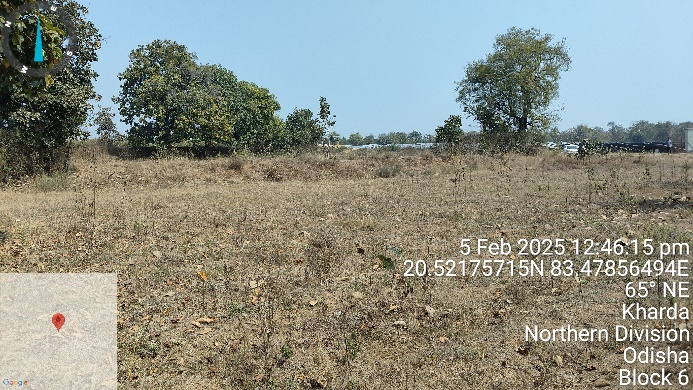 5 Feb 2025 12:46:15 pm
20.52175715N 83.47856494E
65° NE
Kharda
Northern Division
Odisha
Block 6
Google